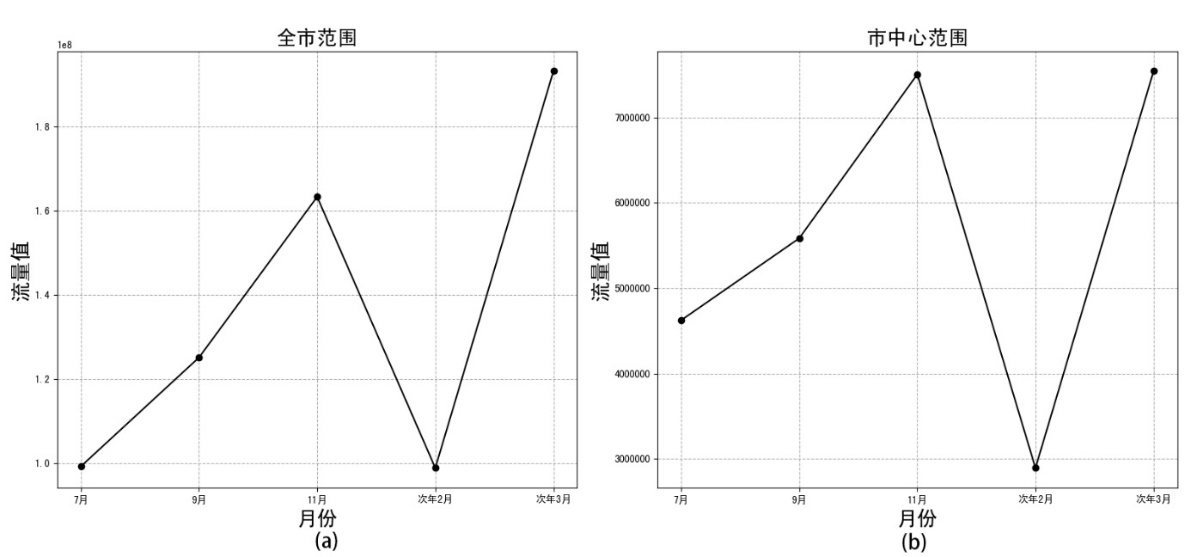 全市范围
1e8
1.8
1.6
1.4
1.2
1.0
流量值
7月 9月 11月 次年2月 次年3月
月份
(a)
市中心范围
7000000
6000000
5000000
4000000
3000000
流量值
7月 9月 11月 次年2月 次年3月
月份
(b)